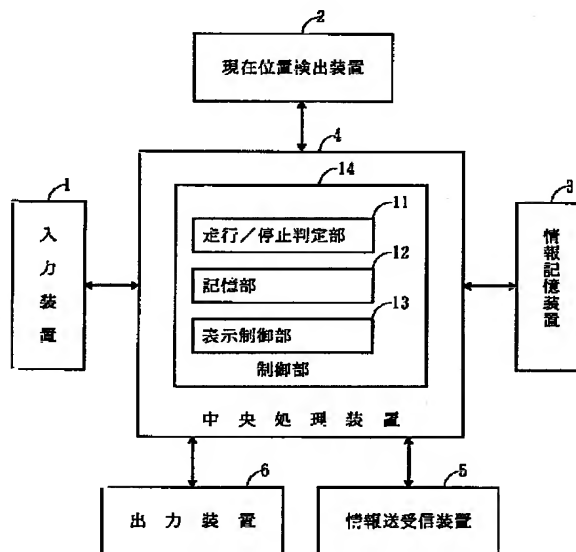 2
現在位置検出装置
4
14
1
11
3
走行／停止判定部
12
入力装置
記憶部
情報記憶装置
13
表示制御部
制御部
中央処理装置
6
5
出力装置
情報送受信装置